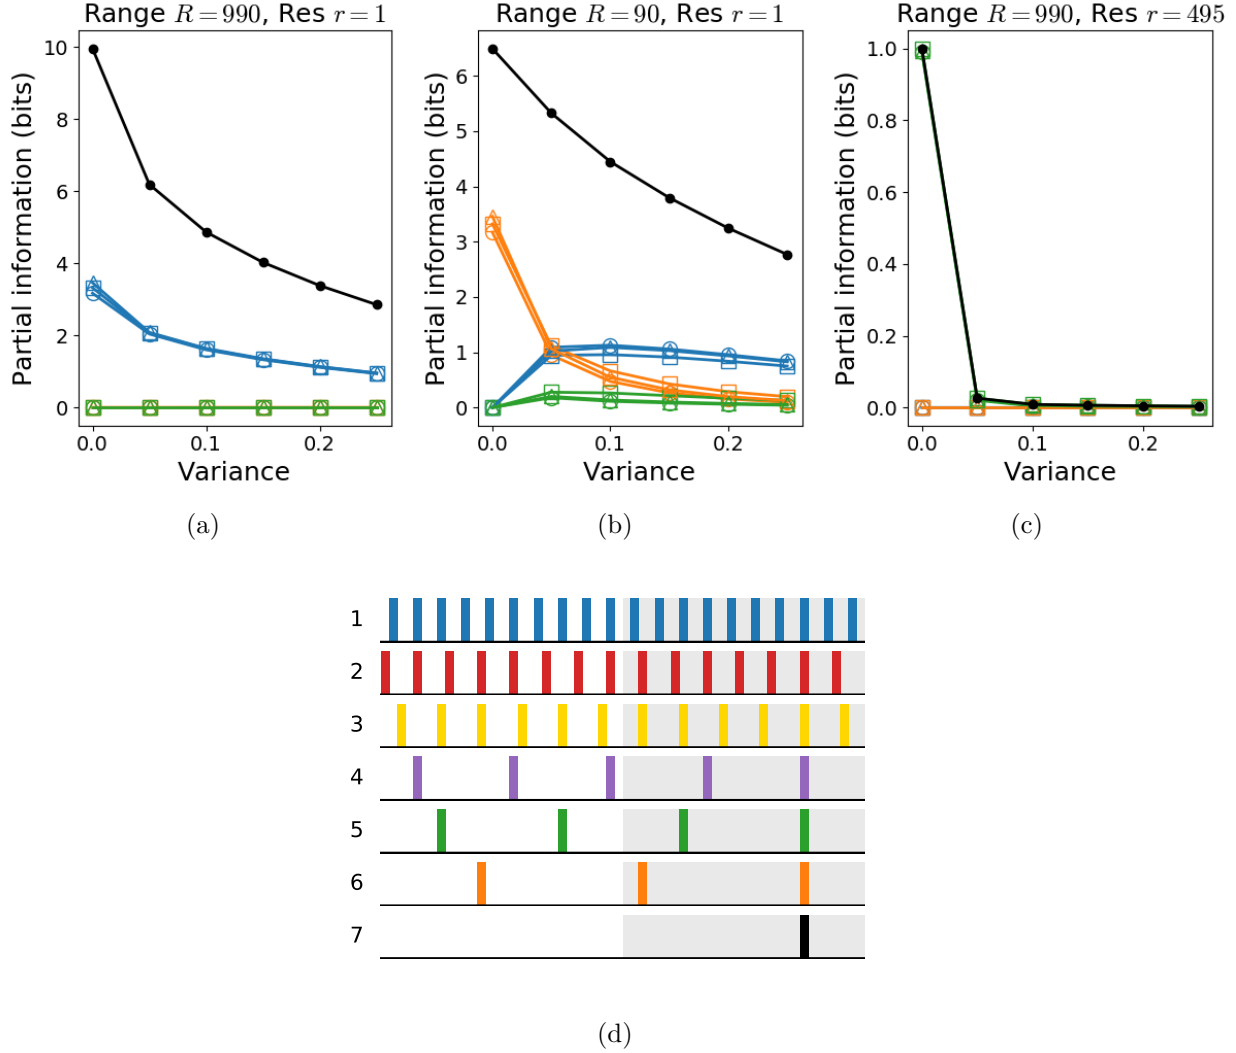 Range R = 990, Res r = 1
Partial information (bits)
10
8
6
4
2
0
0.0
0.1
0.2
Variance
(a)
Range R = 90, Res r = 1
Partial information (bits)
6
5
4
3
2
1
0
0.0
0.1
0.2
Variance
(b)
Range R = 990, Res r = 495
Partial information (bits)
1.0
0.8
0.6
0.4
0.2
0.0
0.0
0.1
0.2
Variance
(c)
1
2
3
4
5
6
7
(d)